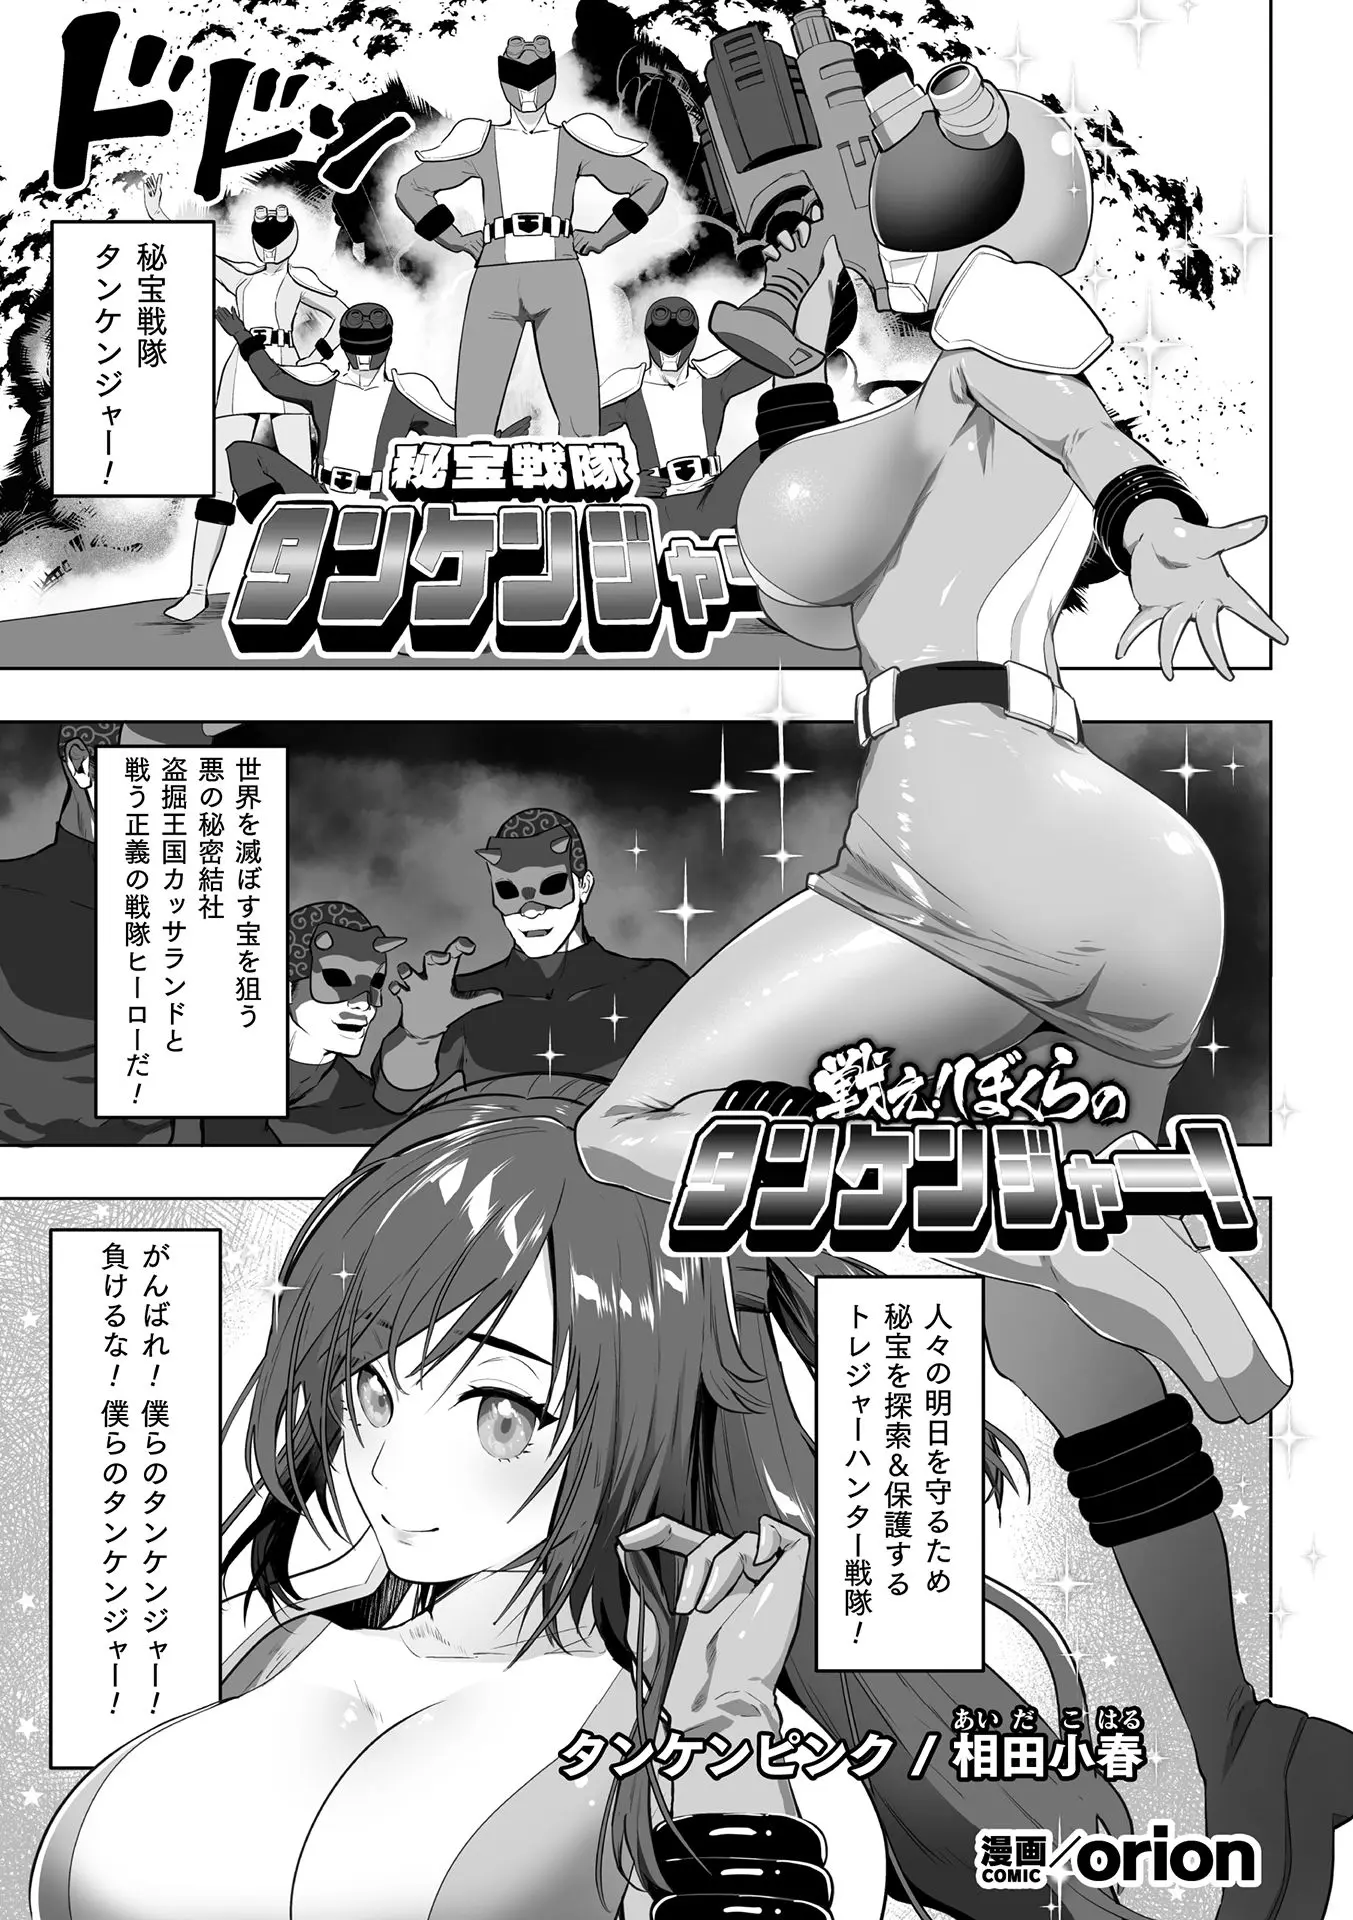 ドドン
秘宝戦隊
タンケンジャー！
秘宝戦隊
タンケンジャー
世界を滅ぼす宝を狙う
悪の秘密結社
盗掘王国カッサランドと
戦う正義の戦隊ヒーローだ！
戦え！ぼくらの
タンケンジャー！
人々の明日を守るため
秘宝を探索&保護する
トレジャーハンター戦隊！
がんばれ！僕らのタンケンジャー！
負けるな！僕らのタンケンジャー！
あいだ こはる
タンケンピンク / 相田小春
漫画/orion
COMIC